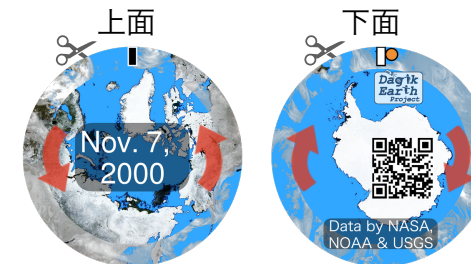 上面
下面
Nov. 7,
2000
Dagik
Earth
Project
Data by NASA,
NOAA & USGS